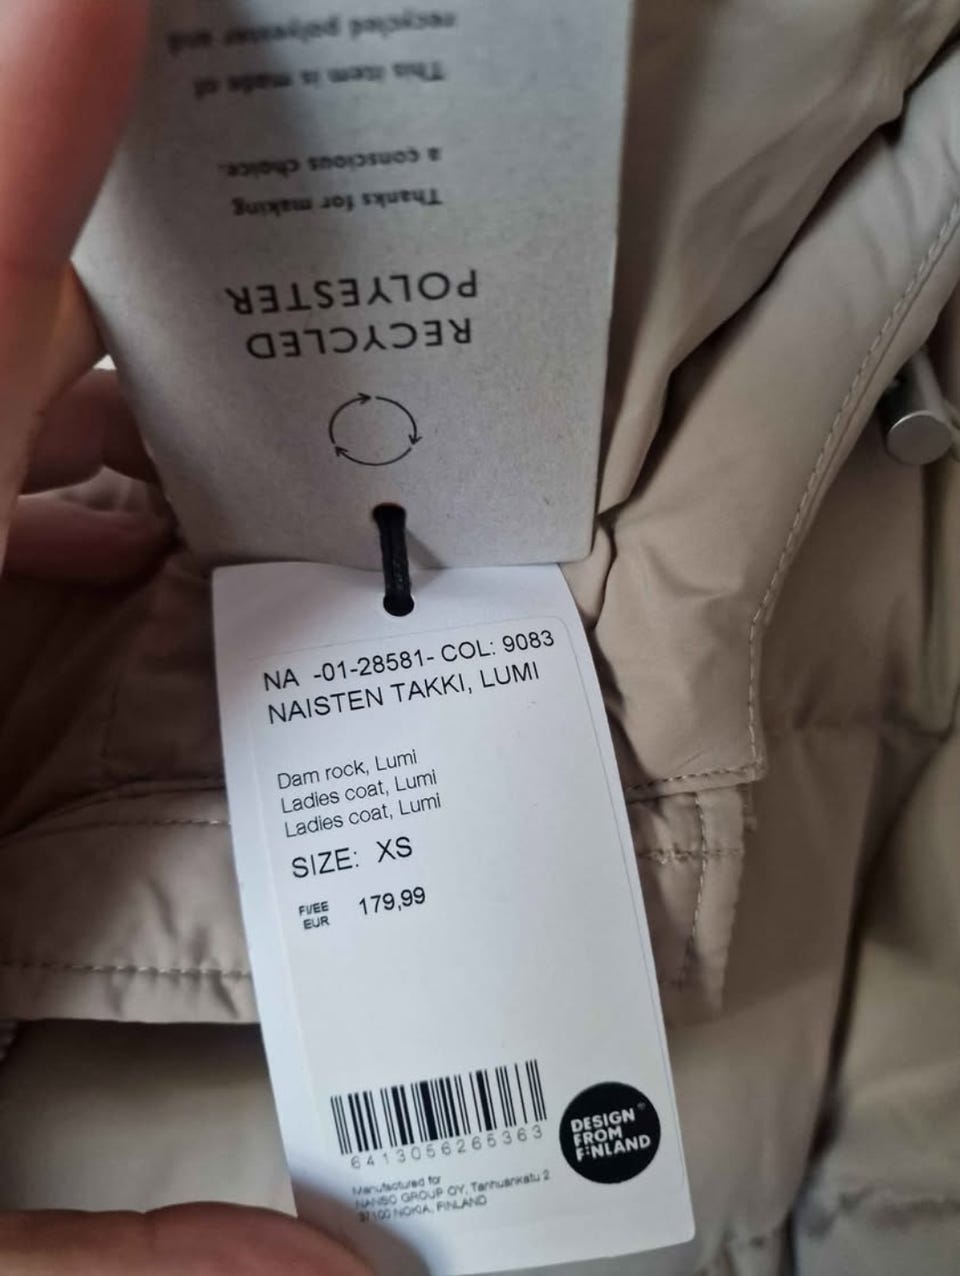 RECYCLED
POLYESTER
Thanks for making
a conscious choice.
This item is made of
recycled polyester and
NA -01-28581- COL: 9083
NAISTEN TAKKI, LUMI
Dam rock, Lumi
Ladies coat, Lumi
Ladies coat, Lumi
SIZE: XS
FI/EE
EUR
179,99
6413056265363
Manufactured for
NANSO GROUP OY, Tanhuankatu 2
37100 NOKIA, FINLAND
DESIGN
FROM
FINLAND